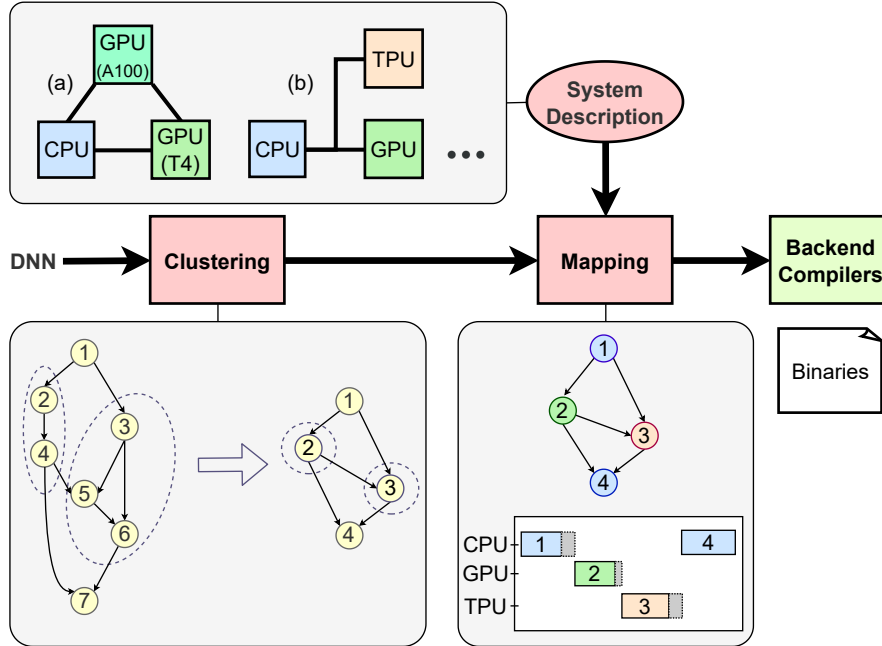 GPU
(A100)
(a)
CPU
GPU
(T4)
(b)
TPU
CPU
GPU
...
System
Description
DNN
Clustering
Mapping
Backend
Compilers
Binaries
1
2
3
4
5
6
7
1
2
3
4
1
2
3
4
CPU
1
4
GPU
2
TPU
3